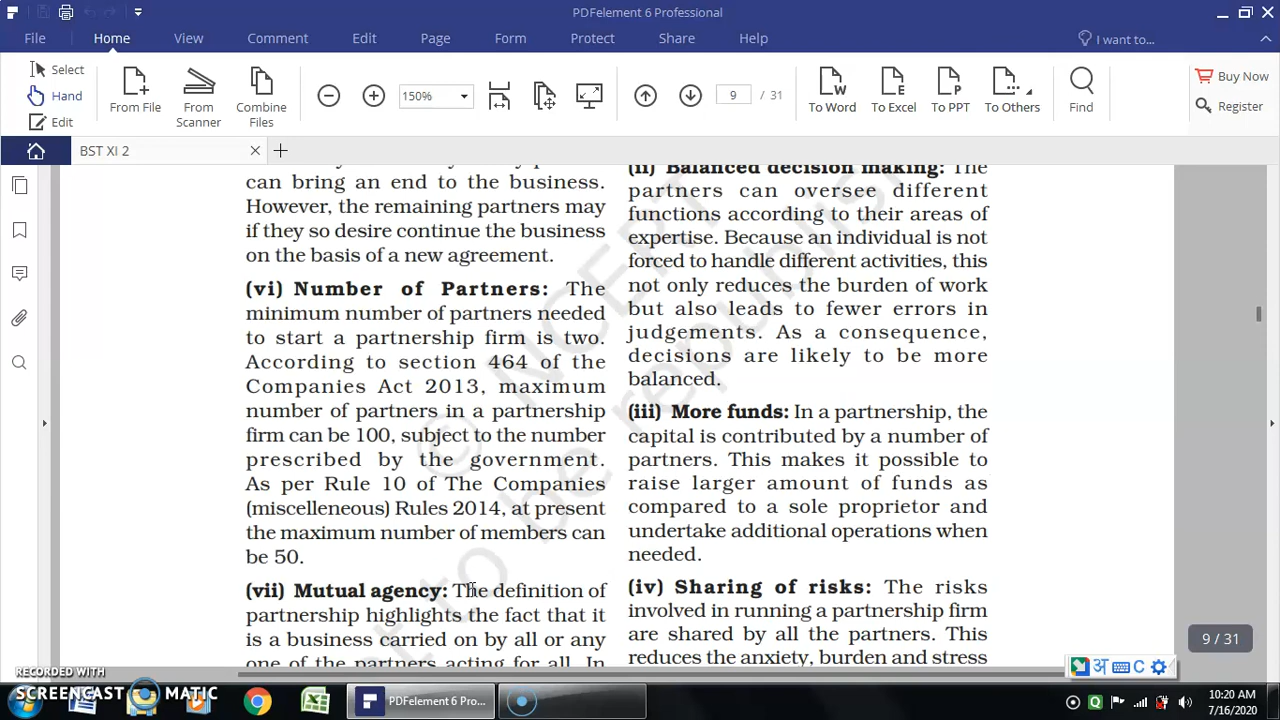 PDFelement 6 Professional
File Home View Comment Edit Page Form Protect Share Help I want to...
Select
Hand
Edit
From File
From Scanner
Combine Files
150%
9 / 31
To Word
To Excel
To PPT
To Others
Find
Buy Now
Register
BST XI 2
can bring an end to the business.
However, the remaining partners may
if they so desire continue the business
on the basis of a new agreement.
(vi) Number of Partners: The
minimum number of partners needed
to start a partnership firm is two.
According to section 464 of the
Companies Act 2013, maximum
number of partners in a partnership
firm can be 100, subject to the number
prescribed by the government.
As per Rule 10 of The Companies
(miscelleneous) Rules 2014, at present
the maximum number of members can
be 50.
(vii) Mutual agency: The definition of
partnership highlights the fact that it
is a business carried on by all or any
one of the partners acting for all. In
(ii) Balanced decision making: The
partners can oversee different
functions according to their areas of
expertise. Because an individual is not
forced to handle different activities, this
not only reduces the burden of work
but also leads to fewer errors in
judgements. As a consequence,
decisions are likely to be more
balanced.
(iii) More funds: In a partnership, the
capital is contributed by a number of
partners. This makes it possible to
raise larger amount of funds as
compared to a sole proprietor and
undertake additional operations when
needed.
(iv) Sharing of risks: The risks
involved in running a partnership firm
are shared by all the partners. This
reduces the anxiety, burden and stress
© NCERT
not to be republish
9 / 31
अ C
RECORDED WITH
SCREENCAST MATIC
PDFelement 6 Pro...
10:20 AM
7/16/2020